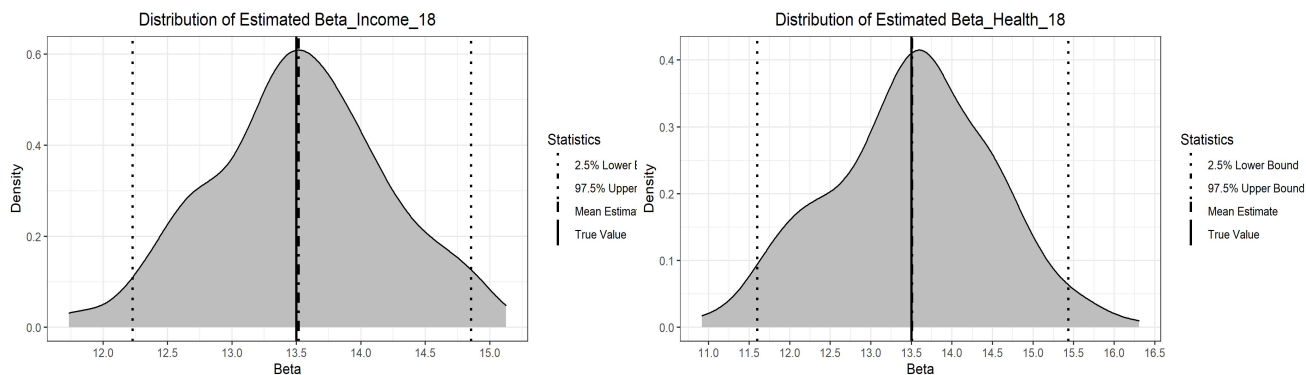 Distribution of Estimated Beta_Income_18
Density
0.6
0.4
0.2
0.0
12.0 12.5 13.0 13.5 14.0 14.5 15.0
Beta
Statistics
2.5% Lower
97.5% Upper
Mean Estima
True Value
Distribution of Estimated Beta_Health_18
Density
0.4
0.3
0.2
0.1
0.0
11.0 11.5 12.0 12.5 13.0 13.5 14.0 14.5 15.0 15.5 16.0 16.5
Beta
Statistics
2.5% Lower Bound
97.5% Upper Bound
Mean Estimate
True Value